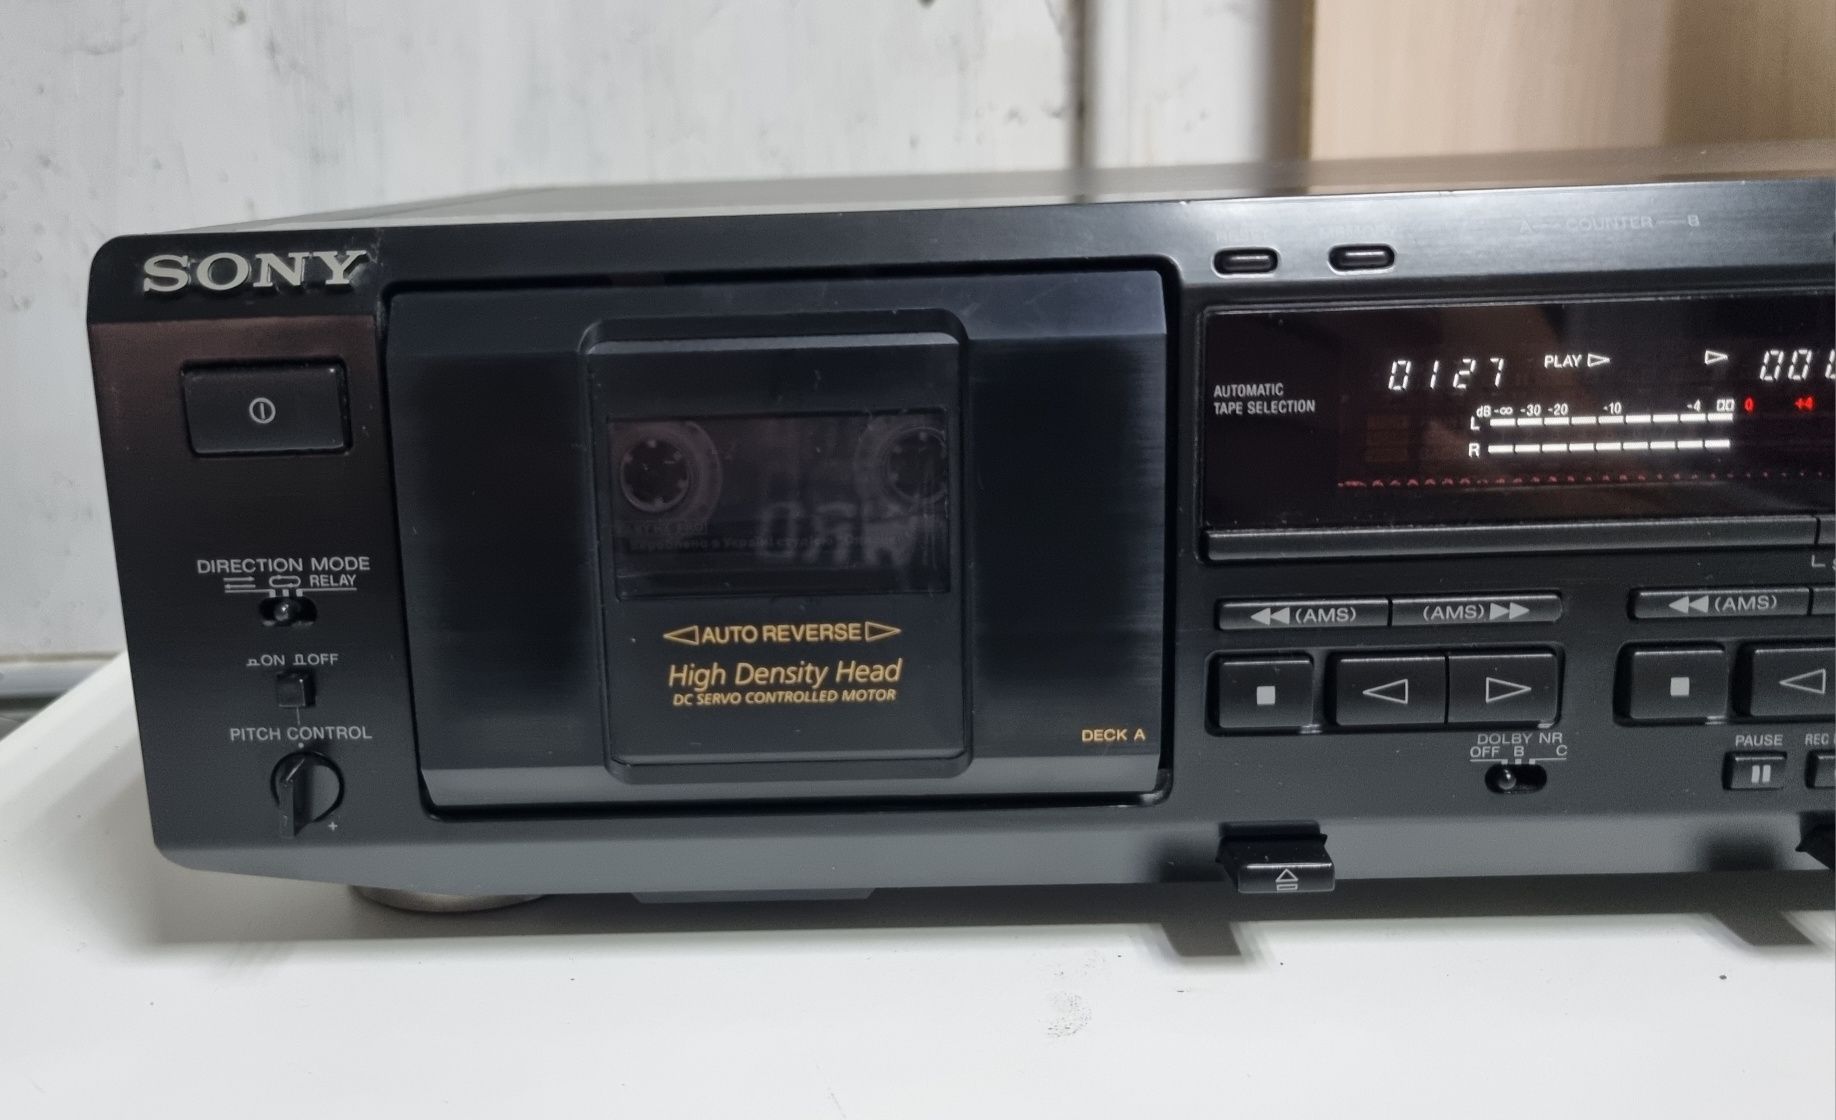 SONY
A COUNTER B
AUTOMATIC
TAPE SELECTION
0127 PLAY
dB -∞ -30 -20 -10 -4 0 +4
L
R
DIRECTION MODE
RELAY
ON OFF
PITCH CONTROL
+
AUTO REVERSE
High Density Head
DC SERVO CONTROLLED MOTOR
DECK A
(AMS) (AMS) (AMS)
DOLBY NR
OFF B C
PAUSE REC